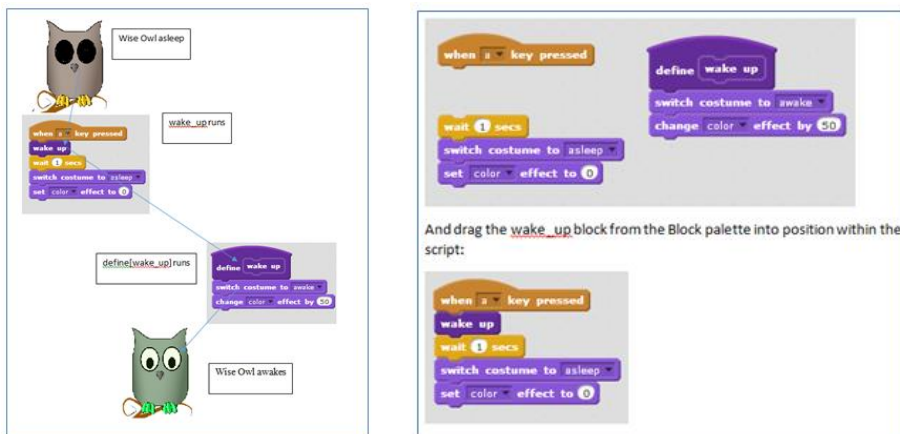 Wise Owl asleep
wake_up runs
when a key pressed
wake up
wait 1 secs
switch costume to asleep
set color effect to 0
define[wake_up] runs
define wake up
switch costume to awake
change color effect by 50
Wise Owl awakes
when a key pressed
wait 1 secs
switch costume to asleep
set color effect to 0
define wake up
switch costume to awake
change color effect by 50
And drag the wake_up block from the Block palette into position within the
script:
when a key pressed
wake up
wait 1 secs
switch costume to asleep
set color effect to 0